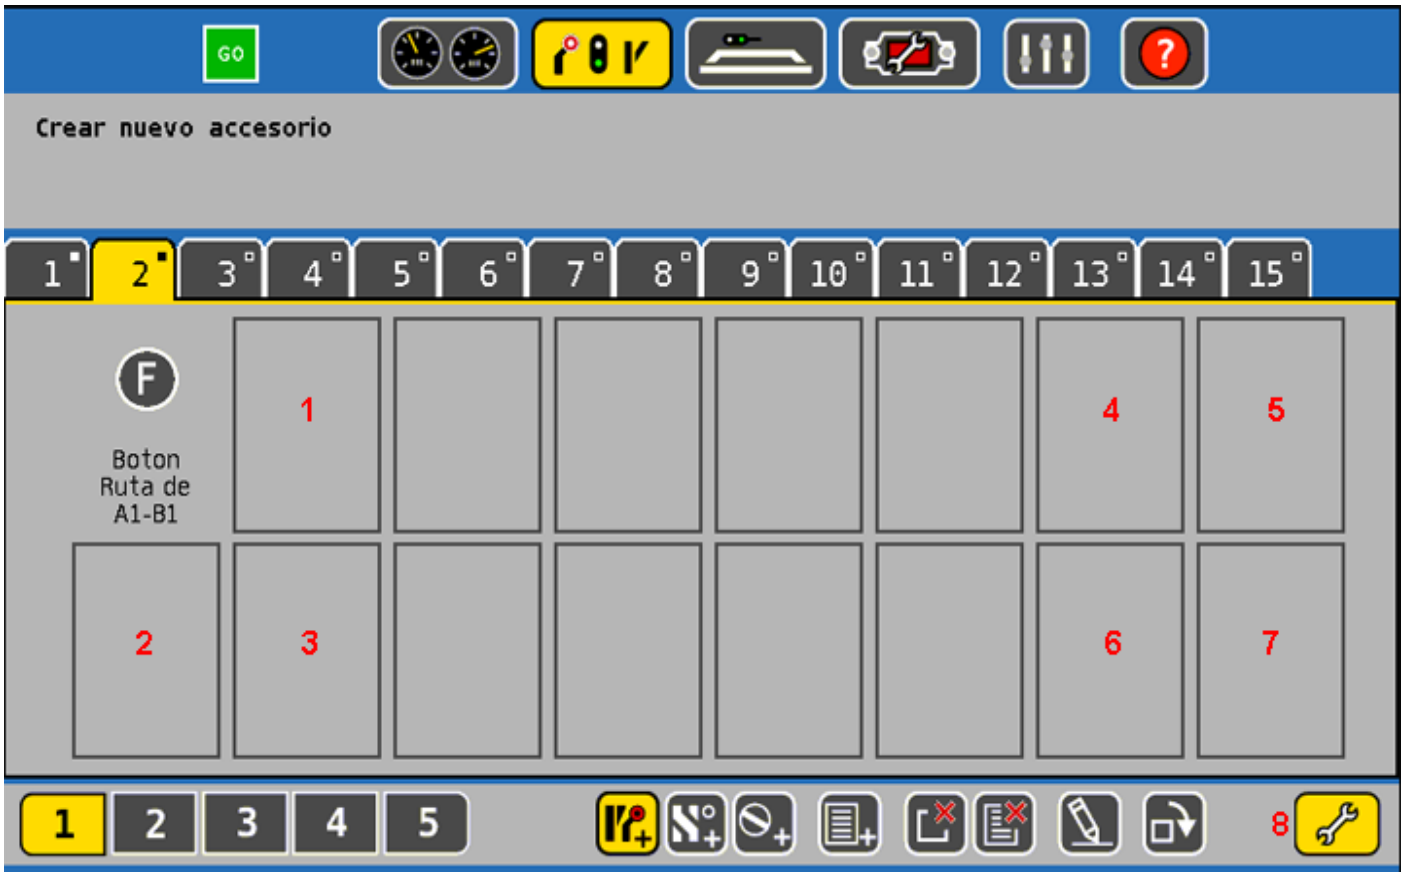 GO
?
Crear nuevo accesorio
1 2 3 4 5 6 7 8 9 10 11 12 13 14 15
F
Boton
Ruta de
A1-B1
1 4 5
2 3 6 7
1 2 3 4 5
8